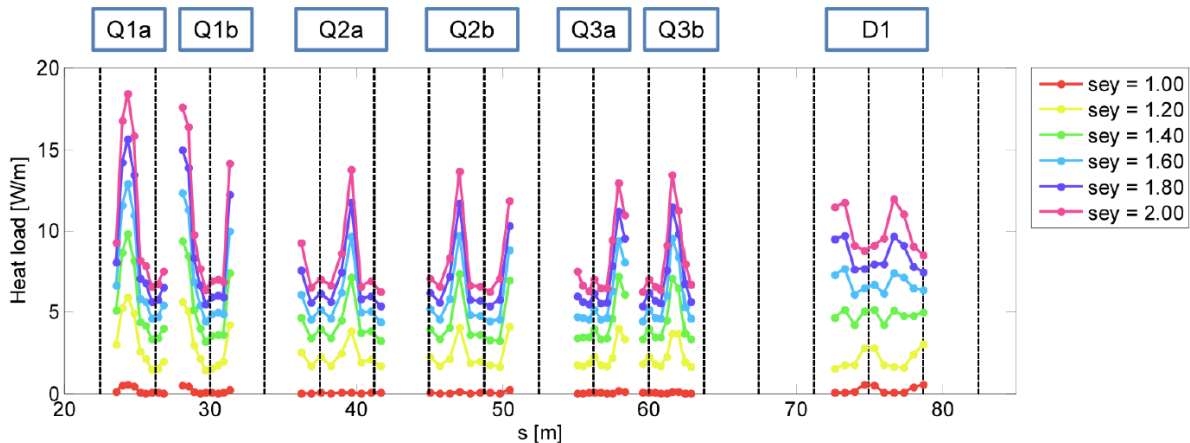 Q1a Q1b Q2a Q2b Q3a Q3b D1
20
15
10
5
0
Heat load [W/m]
20 30 40 50 60 70 80
s [m]
sey = 1.00
sey = 1.20
sey = 1.40
sey = 1.60
sey = 1.80
sey = 2.00